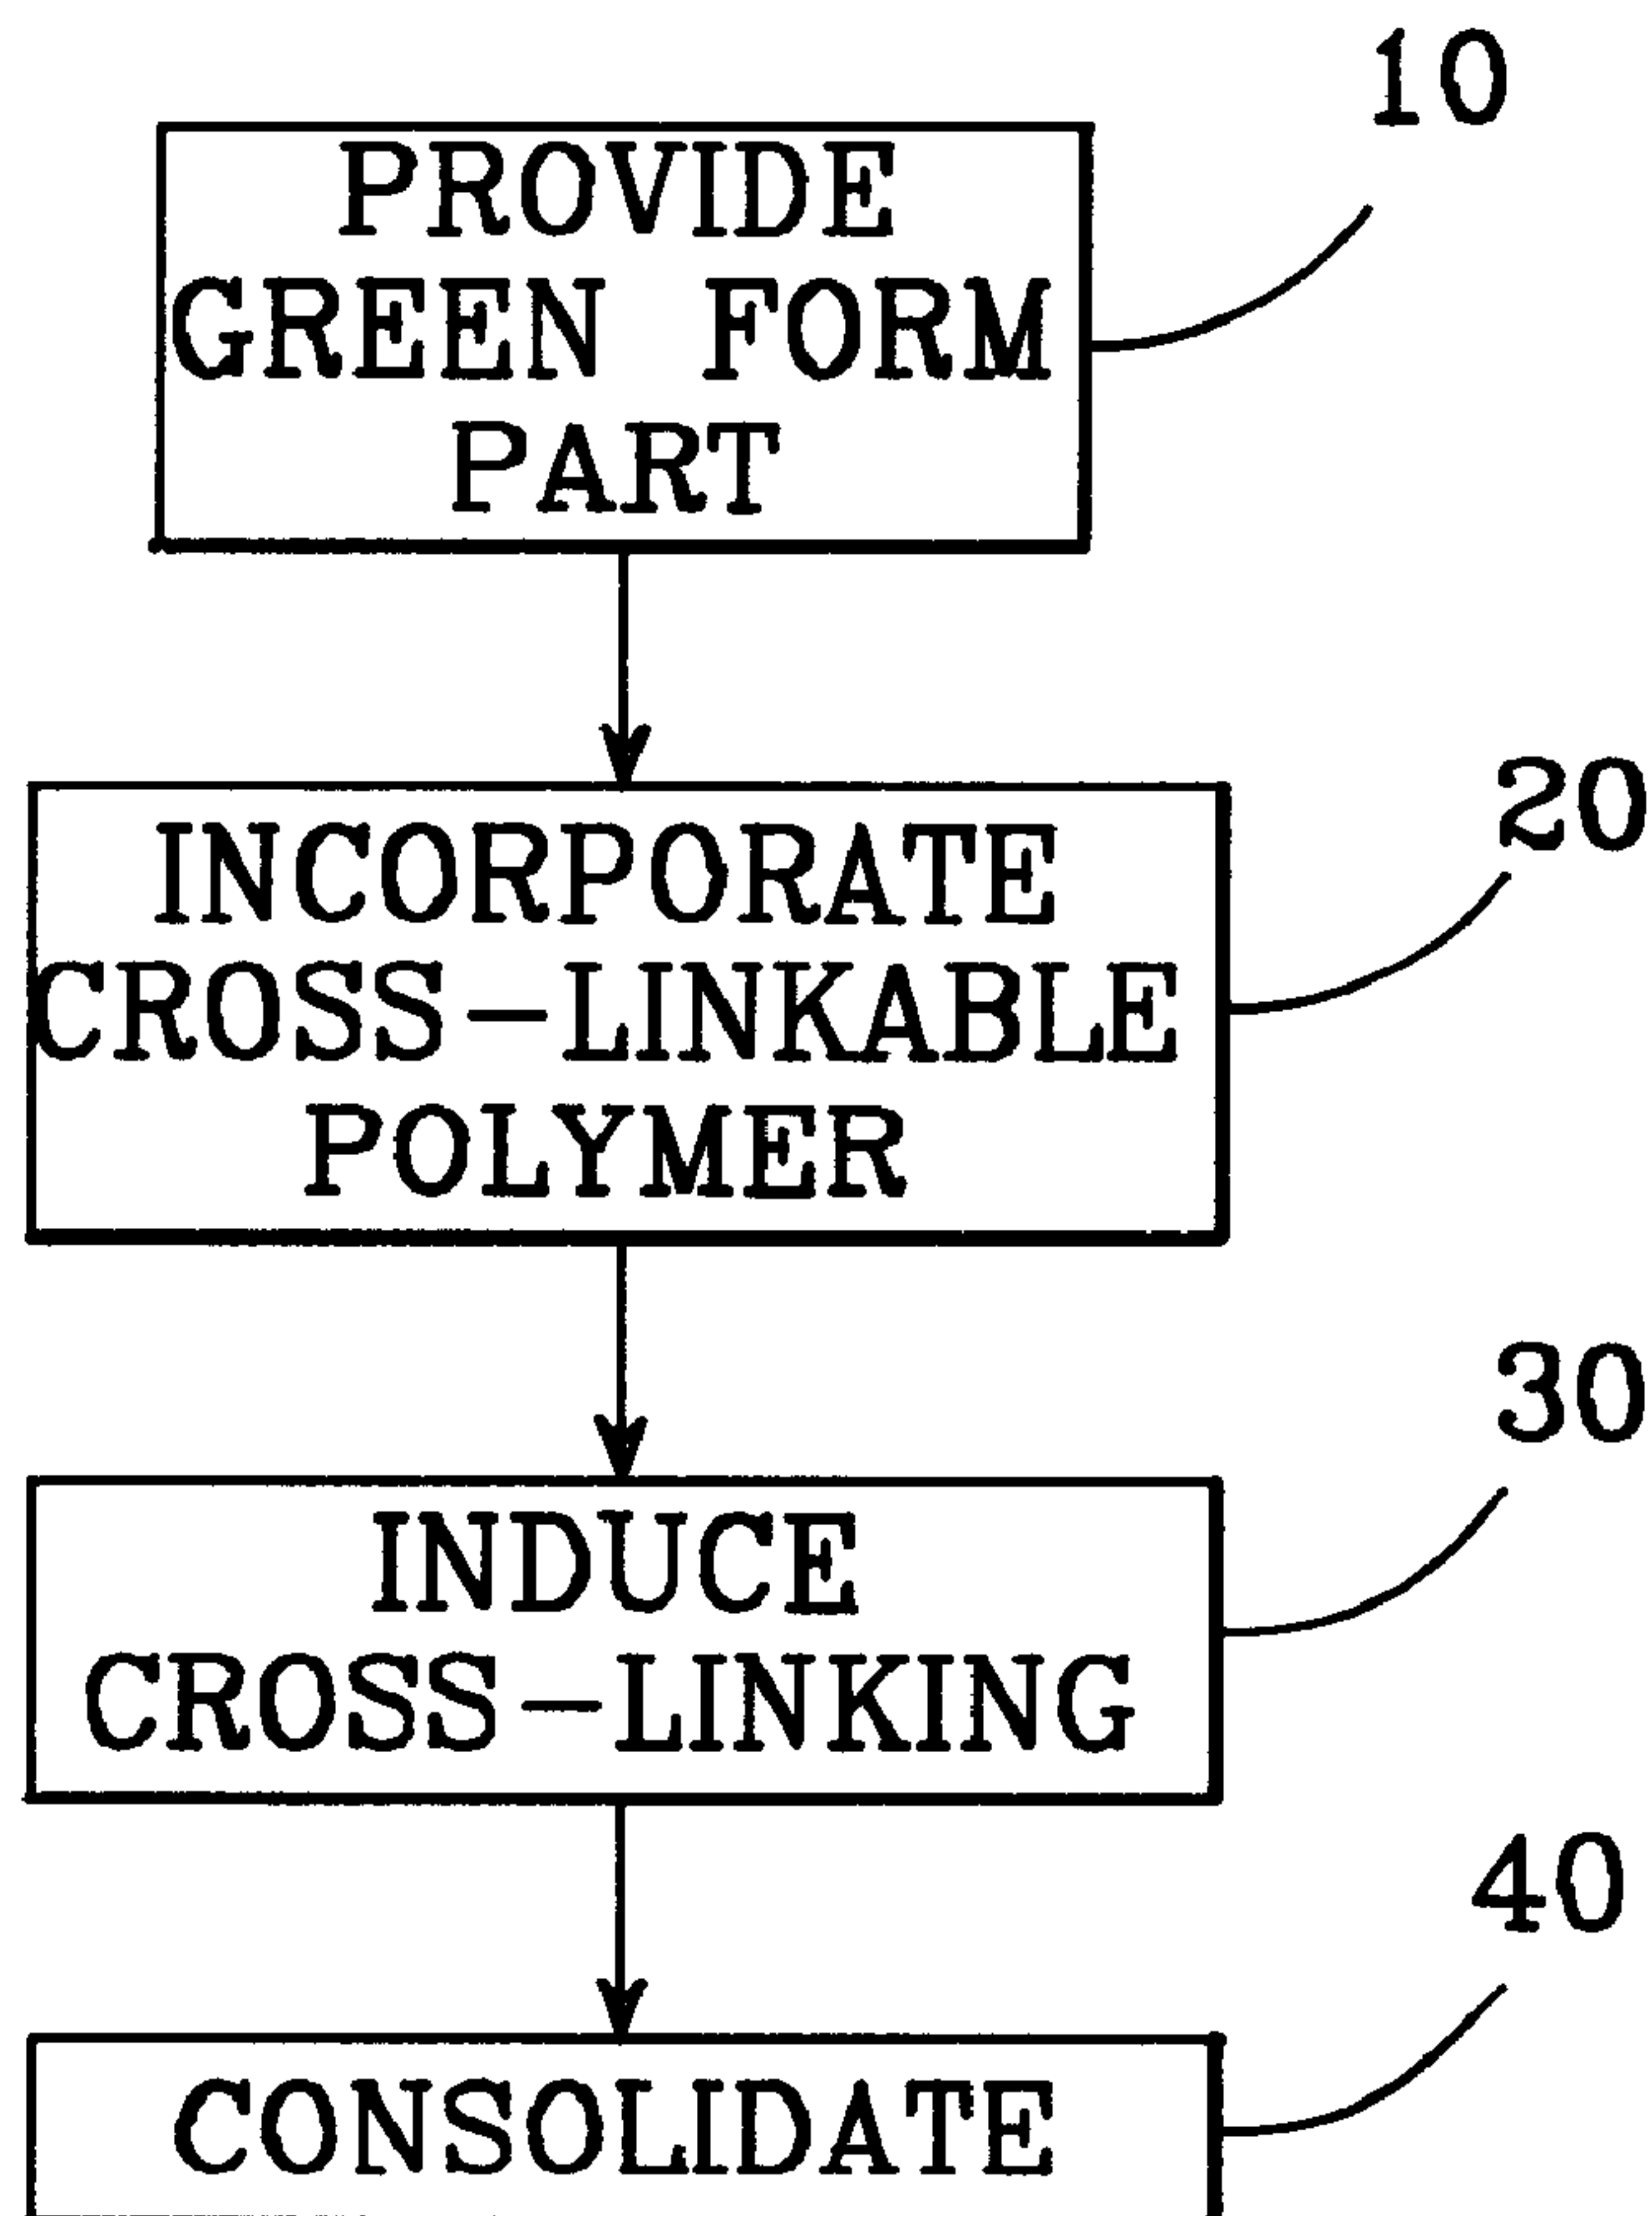 10
PROVIDE
GREEN FORM
PART
20
INCORPORATE
CROSS-LINKABLE
POLYMER
30
INDUCE
CROSS-LINKING
40
CONSOLIDATE